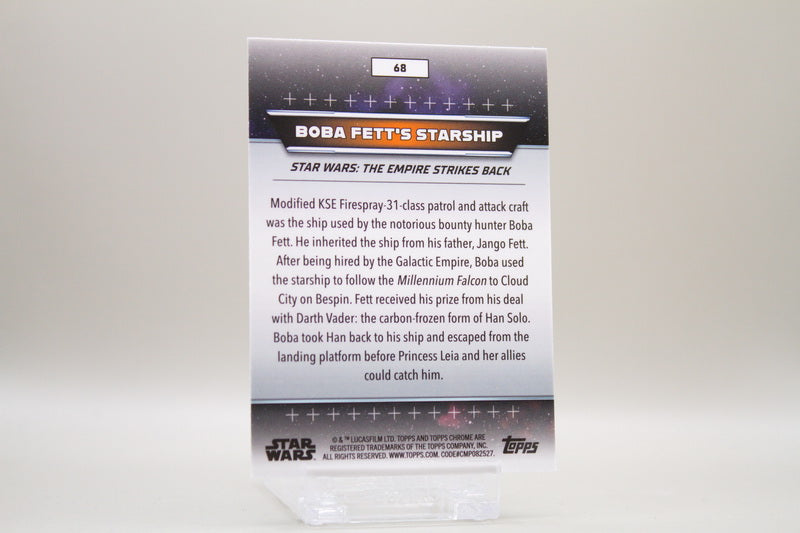 68
BOBA FETT'S STARSHIP
STAR WARS: THE EMPIRE STRIKES BACK
Modified KSE Firespray-31-class patrol and attack craft
was the ship used by the notorious bounty hunter Boba
Fett. He inherited the ship from his father, Jango Fett.
After being hired by the Galactic Empire, Boba used
the starship to follow the Millennium Falcon to Cloud
City on Bespin. Fett received his prize from his deal
with Darth Vader: the carbon-frozen form of Han Solo.
Boba took Han back to his ship and escaped from the
landing platform before Princess Leia and her allies
could catch him.
STAR
WARS
© & ™ LUCASFILM LTD. TOPPS AND TOPPS CHROME ARE
REGISTERED TRADEMARKS OF THE TOPPS COMPANY, INC.
ALL RIGHTS RESERVED. WWW.TOPPS.COM. CODE#CMP082527.
topps